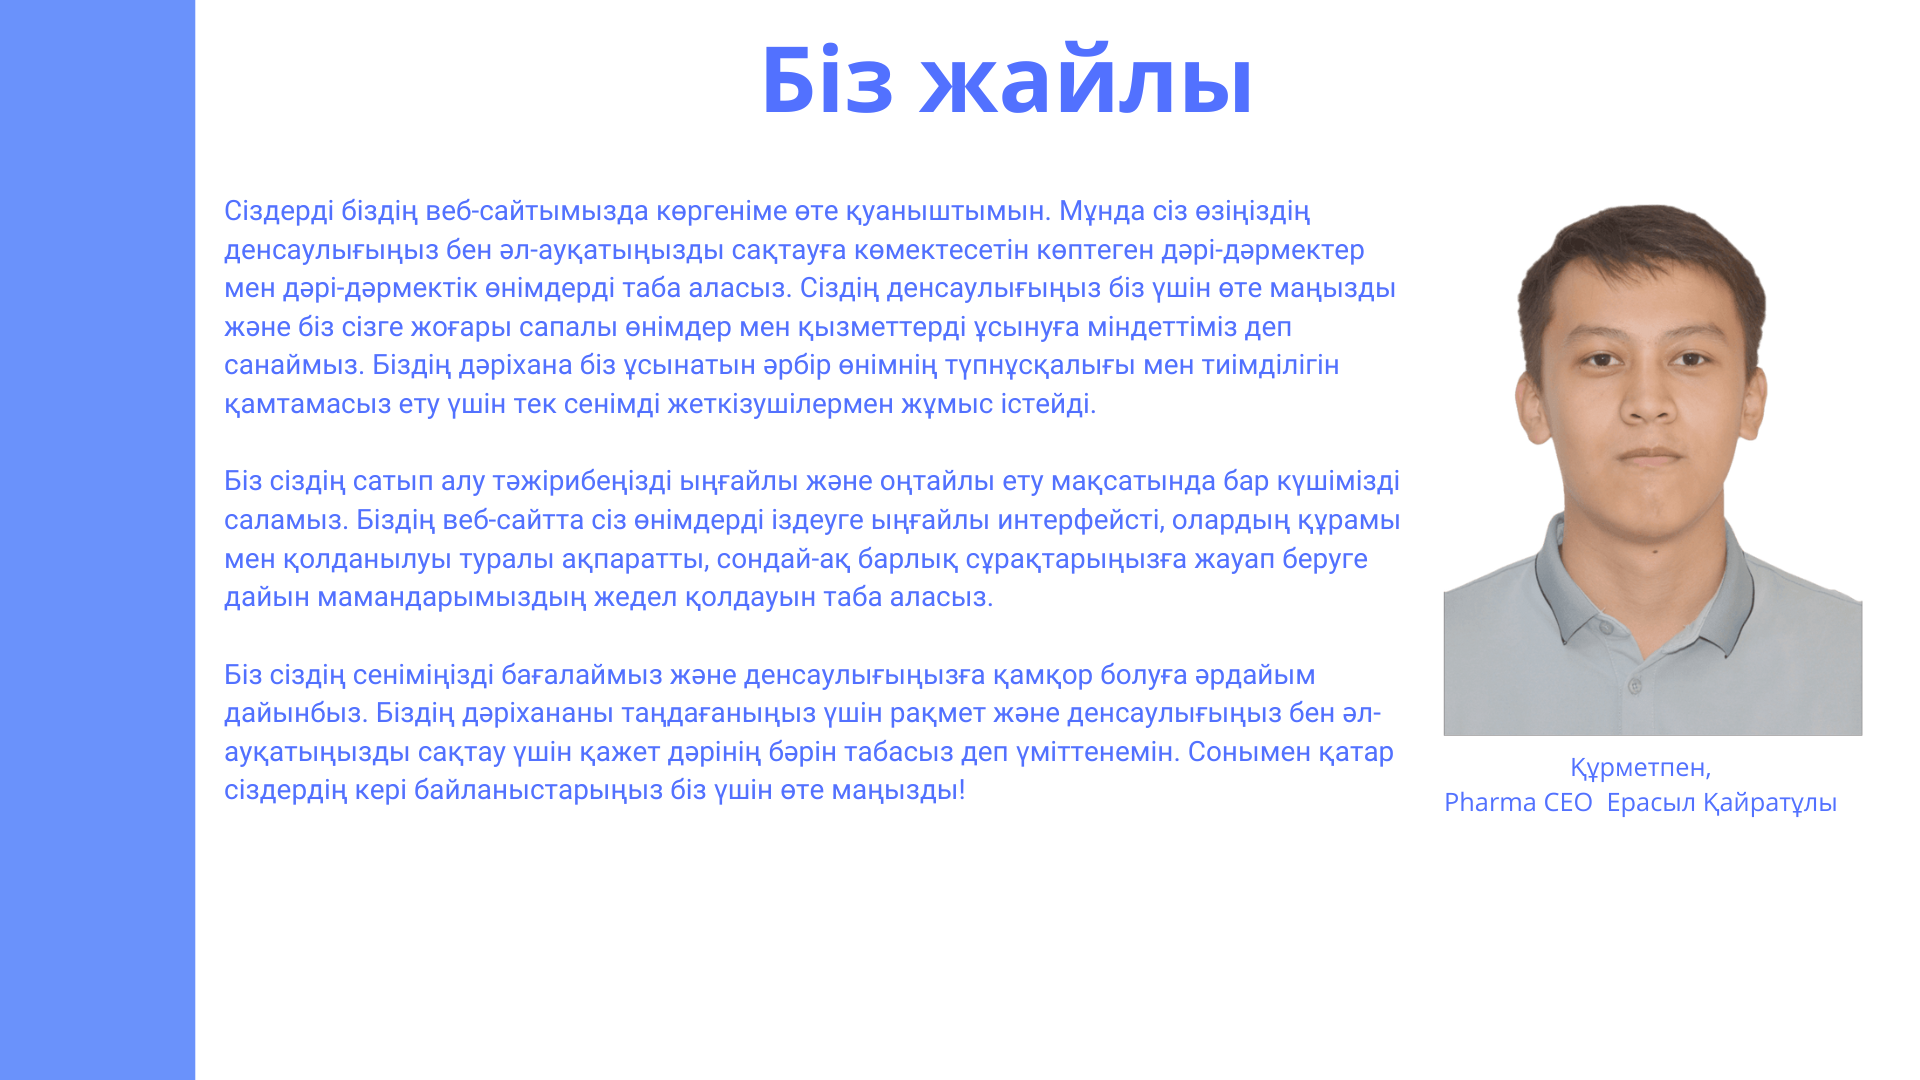 Біз жайлы
Сіздерді біздің веб-сайтымызда көргеніме өте қуаныштымын. Мұнда сіз өзіңіздің
денсаулығыңыз бен әл-ауқатыңызды сақтауға көмектесетін көптеген дәрі-дәрмектер
мен дәрі-дәрмектік өнімдерді таба аласыз. Сіздің денсаулығыңыз біз үшін өте маңызды
және біз сізге жоғары сапалы өнімдер мен қызметтерді ұсынуға міндеттіміз деп
санаймыз. Біздің дәріхана біз ұсынатын әрбір өнімнің түпнұсқалығы мен тиімділігін
қамтамасыз ету үшін тек сенімді жеткізушілермен жұмыс істейді.
Біз сіздің сатып алу тәжірибеңізді ыңғайлы және оңтайлы ету мақсатында бар күшімізді
саламыз. Біздің веб-сайтта сіз өнімдерді іздеуге ыңғайлы интерфейсті, олардың құрамы
мен қолданылуы туралы ақпаратты, сондай-ақ барлық сұрақтарыңызға жауап беруге
дайын мамандарымыздың жедел қолдауын таба аласыз.
Біз сіздің сеніміңізді бағалаймыз және денсаулығыңызға қамқор болуға әрдайым
дайынбыз. Біздің дәріхананы таңдағаныңыз үшін рақмет және денсаулығыңыз бен әл-
ауқатыңызды сақтау үшін қажет дәрінің бәрін табасыз деп үміттенемін. Сонымен қатар
сіздердің кері байланыстарыңыз біз үшін өте маңызды!
Құрметпен,
Pharma CEO Ерасыл Қайратұлы